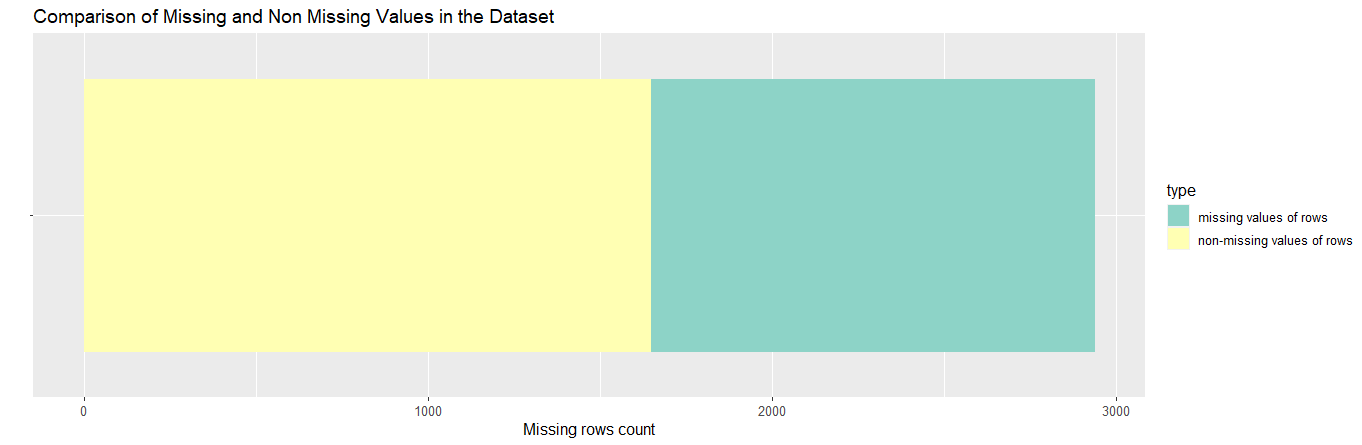 Comparison of Missing and Non Missing Values in the Dataset
type
missing values of rows
non-missing values of rows
0 1000 2000 3000
Missing rows count